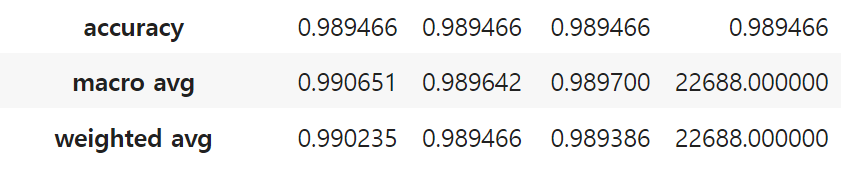 accuracy 0.989466 0.989466 0.989466 0.989466
macro avg 0.990651 0.989642 0.989700 22688.000000
weighted avg 0.990235 0.989466 0.989386 22688.000000